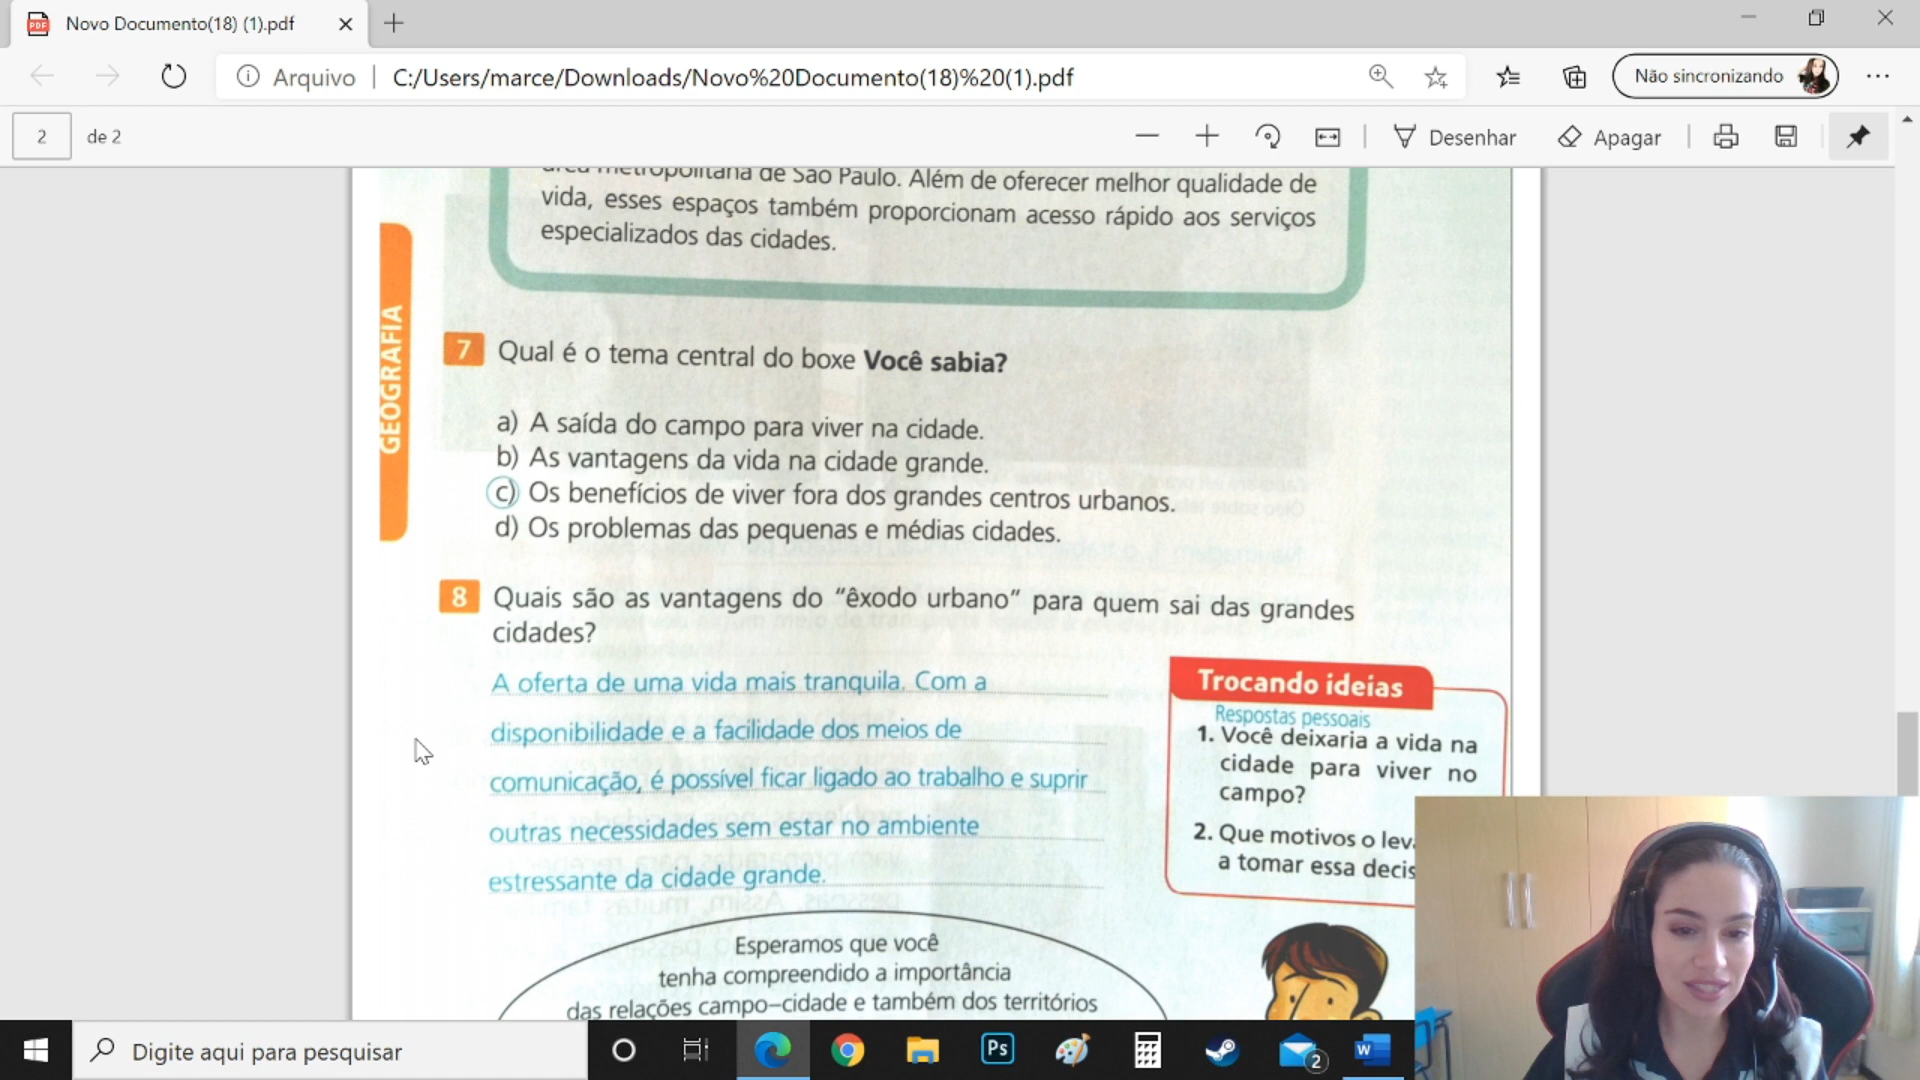 Novo Documento(18) (1).pdf
Arquivo
C:/Users/marce/Downloads/Novo%20Documento(18)%20(1).pdf
Não sincronizando
2 de 2
Desenhar
Apagar
área metropolitana de São Paulo. Além de oferecer melhor qualidade de
vida, esses espaços também proporcionam acesso rápido aos serviços
especializados das cidades.
GEOGRAFIA
7 Qual é o tema central do boxe Você sabia?
a) A saída do campo para viver na cidade.
b) As vantagens da vida na cidade grande.
c) Os benefícios de viver fora dos grandes centros urbanos.
d) Os problemas das pequenas e médias cidades.
8 Quais são as vantagens do “êxodo urbano” para quem sai das grandes
cidades?
A oferta de uma vida mais tranquila. Com a
disponibilidade e a facilidade dos meios de
comunicação, é possível ficar ligado ao trabalho e suprir
outras necessidades sem estar no ambiente
estressante da cidade grande.
Trocando ideias
Respostas pessoais
1. Você deixaria a vida na
cidade para viver no
campo?
2. Que motivos o lev
a tomar essa decis
Esperamos que você
tenha compreendido a importância
das relações campo–cidade e também dos territórios
Digite aqui para pesquisar
Ps
2
W